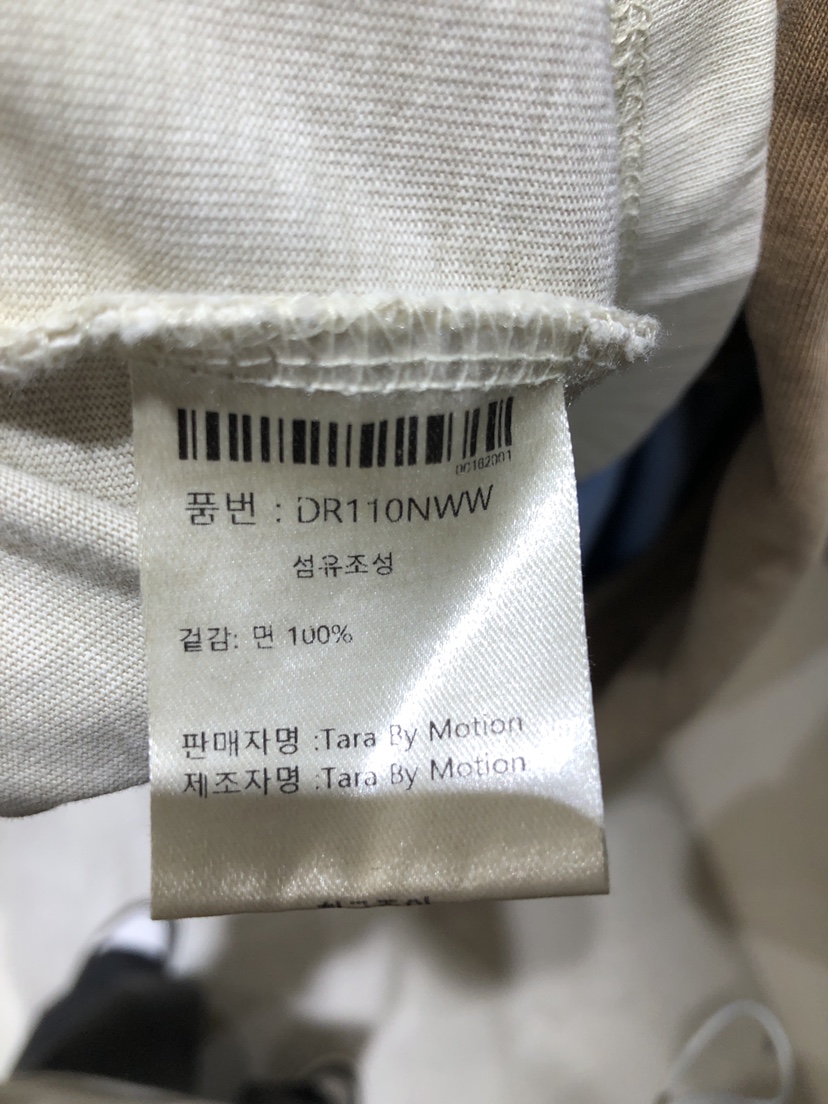 00162001
품번 : DR110NWW
섬유조성
겉감: 면 100%
판매자명 :Tara By Motion
제조자명 :Tara By Motion